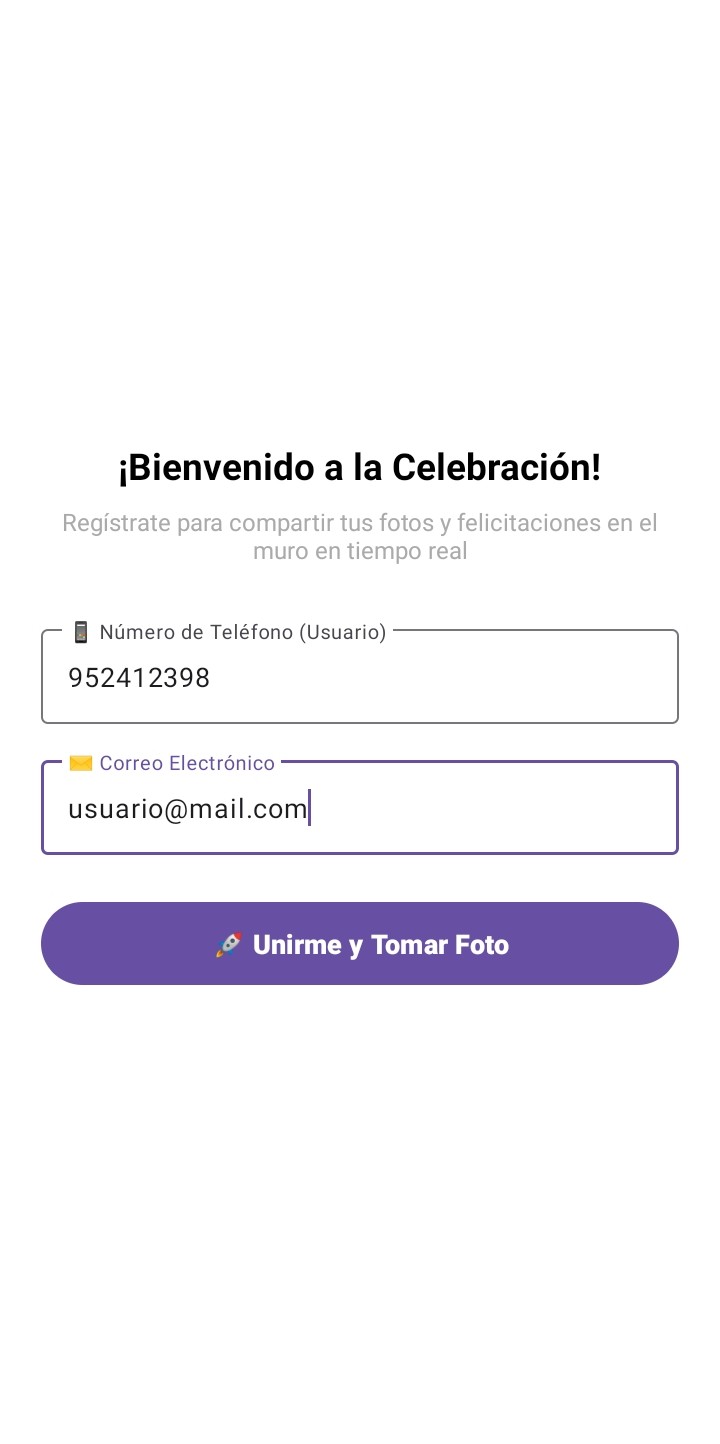 ¡Bienvenido a la Celebración!
Regístrate para compartir tus fotos y felicitaciones en el
muro en tiempo real
📱 Número de Teléfono (Usuario)
952412398
✉️ Correo Electrónico
usuario@mail.com
🚀 Unirme y Tomar Foto